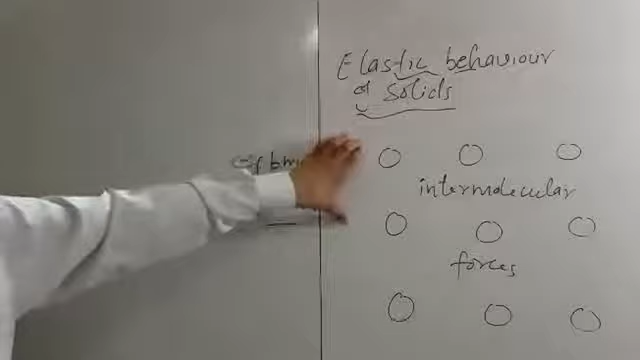 Elastic behaviour
of Solids
intermolecular
forces